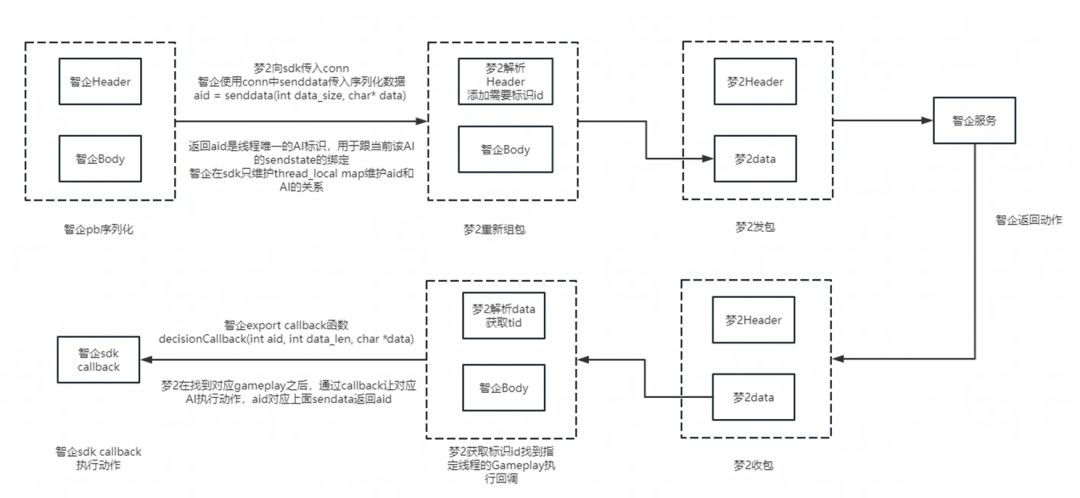 智企Header
智企Body
智企pb序列化
梦2向sdk传入conn
智企使用conn中senddata传入序列化数据
aid = senddata(int data_size, char* data)
返回aid是线程唯一的AI标识，用于跟当前该AI
的sendstate的绑定
智企在sdk只维护thread_local map维护aid和
AI的关系
梦2解析
Header
添加需要标识id
智企Body
梦2重新组包
梦2Header
梦2data
梦2发包
智企服务
智企返回动作
梦2Header
梦2data
梦2收包
梦2解析data
获取tid
智企Body
梦2获取标识id找到指
定线程的Gameplay执
行回调
智企export callback函数
decisionCallback(int aid, int data_len, char *data)
梦2在找到对应gameplay之后，通过callback让对应
AI执行动作，aid对应上面sendata返回aid
智企sdk
callback
智企sdk callback
执行动作